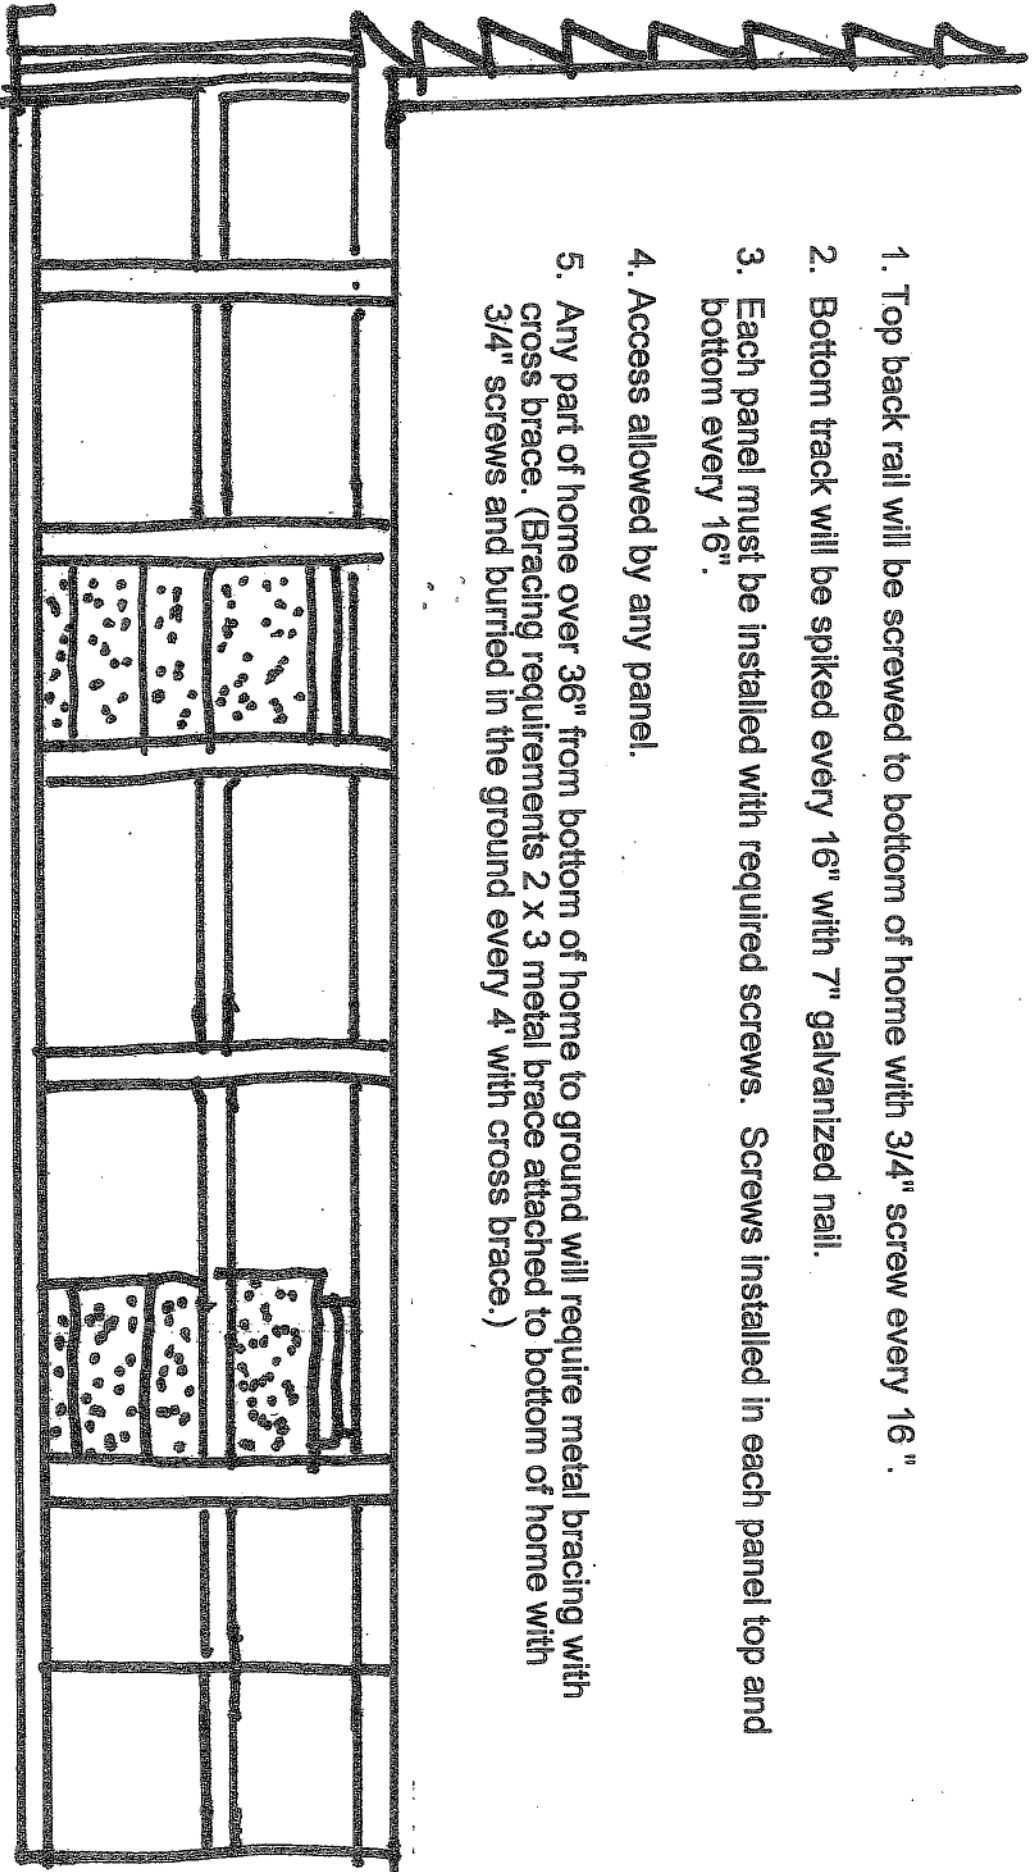 1. Top back rail will be screwed to bottom of home with 3/4" screw every 16 ".
2. Bottom track will be spiked every 16" with 7" galvanized nail.
3. Each panel must be installed with required screws. Screws installed in each panel top and
bottom every 16".
4. Access allowed by any panel.
5. Any part of home over 36" from bottom of home to ground will require metal bracing with
cross brace. (Bracing requirements 2 x 3 metal brace attached to bottom of home with
3/4" screws and burried in the ground every 4' with cross brace.)